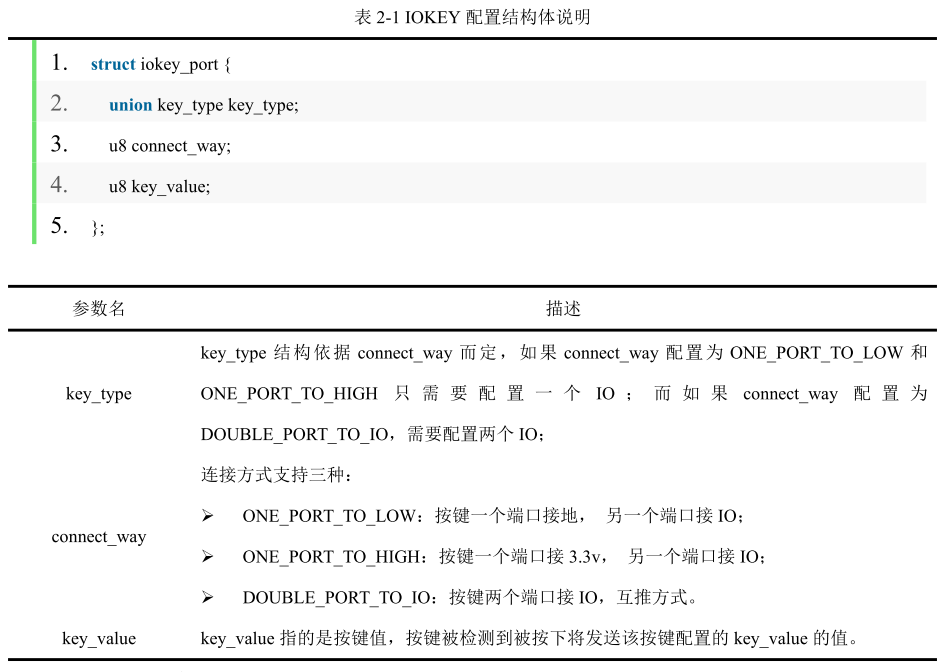 表 2-1 IOKEY 配置结构体说明
1. struct iokey_port {
2. union key_type key_type;
3. u8 connect_way;
4. u8 key_value;
5. };
参数名 描述
key_type
key_type 结构依据 connect_way 而定，如果 connect_way 配置为 ONE_PORT_TO_LOW 和
ONE_PORT_TO_HIGH 只需要配置一个 IO；而如果 connect_way 配置为
DOUBLE_PORT_TO_IO，需要配置两个 IO；
connect_way
连接方式支持三种：
➢ ONE_PORT_TO_LOW：按键一个端口接地， 另一个端口接 IO；
➢ ONE_PORT_TO_HIGH：按键一个端口接 3.3v， 另一个端口接 IO；
➢ DOUBLE_PORT_TO_IO：按键两个端口接 IO，互推方式。
key_value key_value 指的是按键值，按键被检测到被按下将发送该按键配置的 key_value 的值。